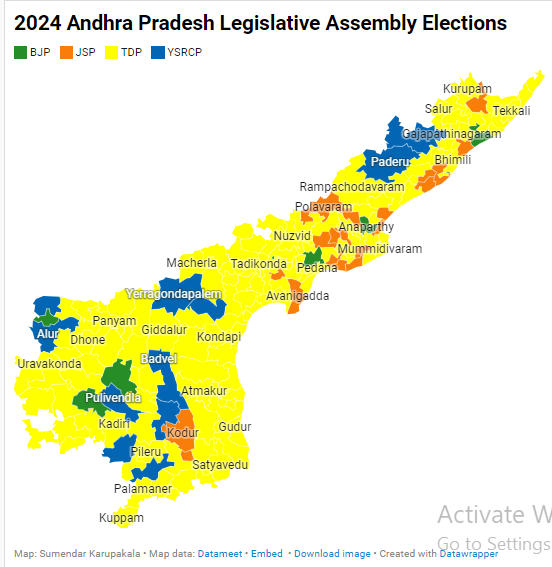 2024 Andhra Pradesh Legislative Assembly Elections
BJP JSP TDP YSRCP
Kurupam
Salur Tekkali
Gajapathinagaram
Paderu Bhimili
Rampachodavaram
Polavaram
Anaparthy
Nuzvid
Mummidivaram
Macherla Tadikonda Pedana
Yerragondapalem Avanigadda
Panyam
Alur Giddalur
Dhone Kondapi
Badvel
Uravakonda
Pulivendla Atmakur
Kadiri Kodur Gudur
Pileru
Satyavedu
Palamaner
Kuppam
Activate W
Go to Settings
Map: Sumendar Karupakala • Map data: Datameet • Embed • Download image • Created with Datawrapper